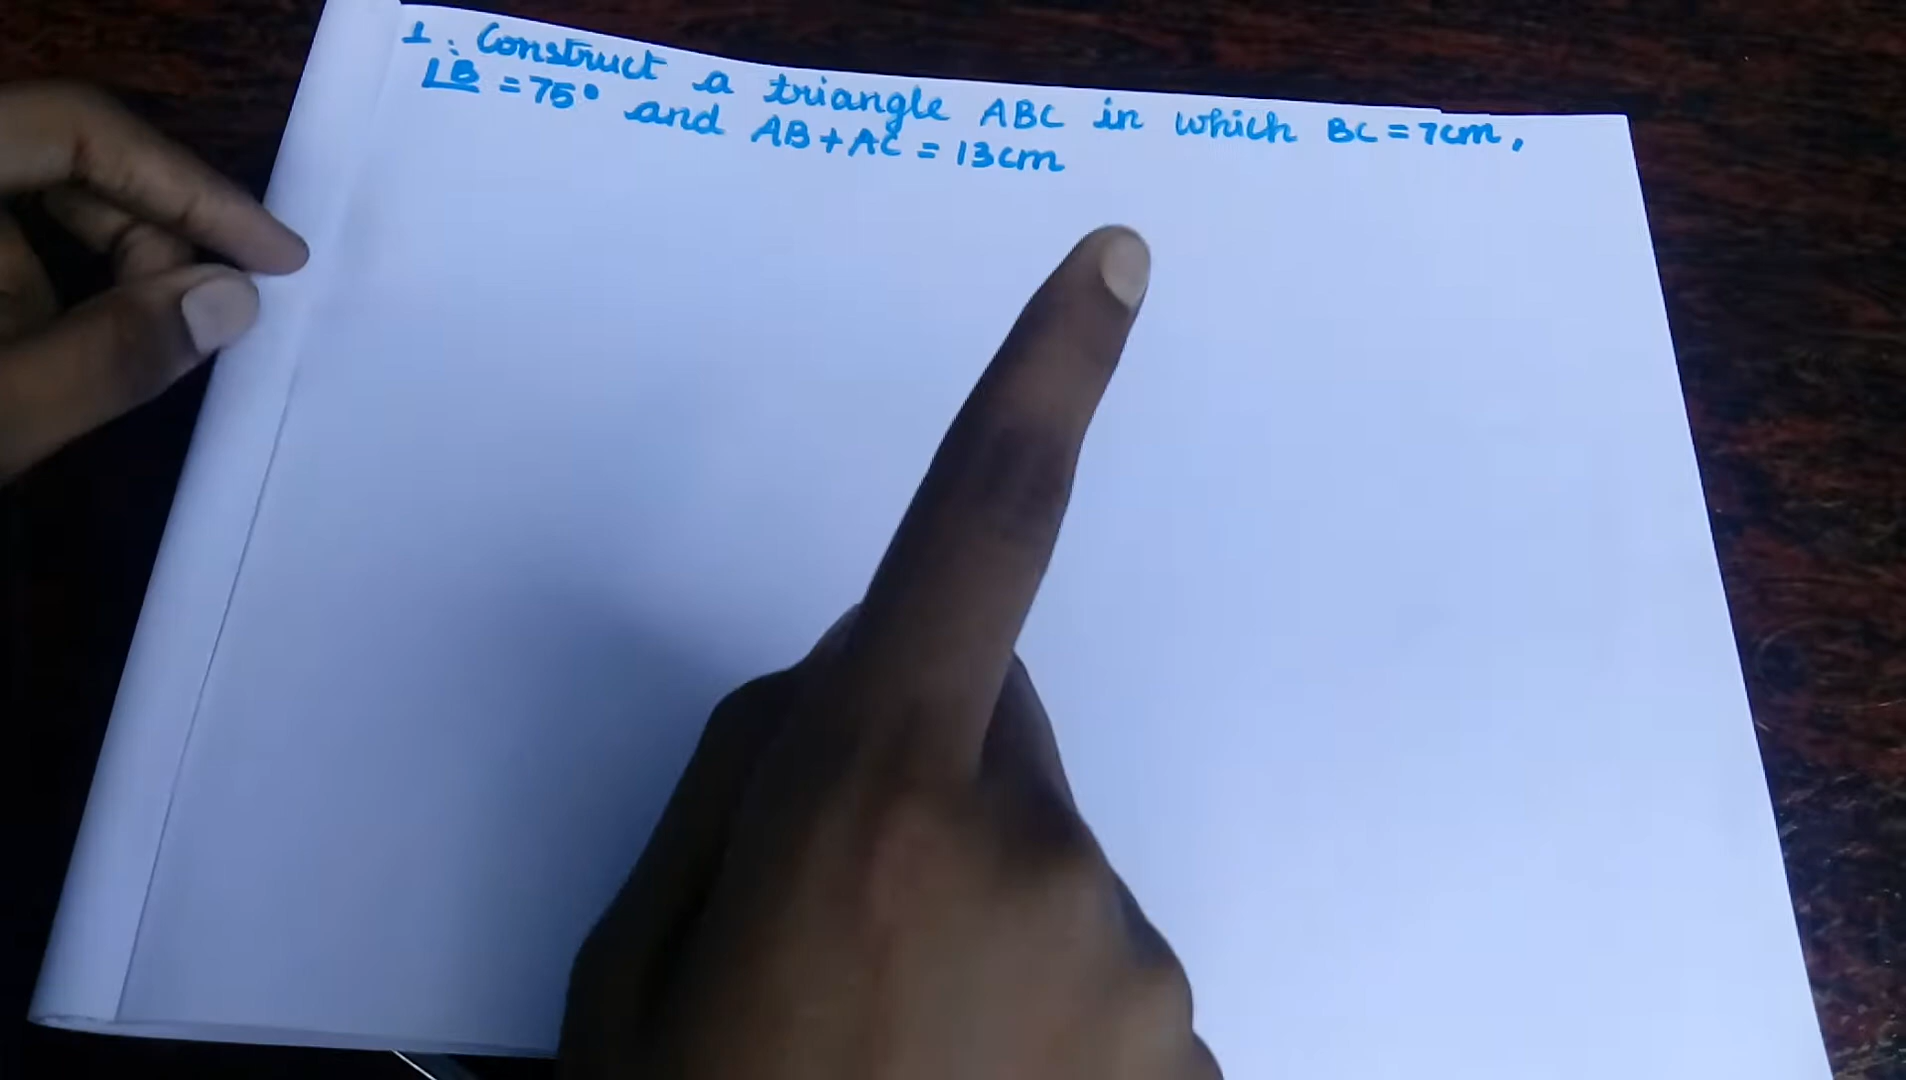 1. Construct a triangle ABC in which BC = 7cm,
∠B = 75° and AB + AC = 13cm